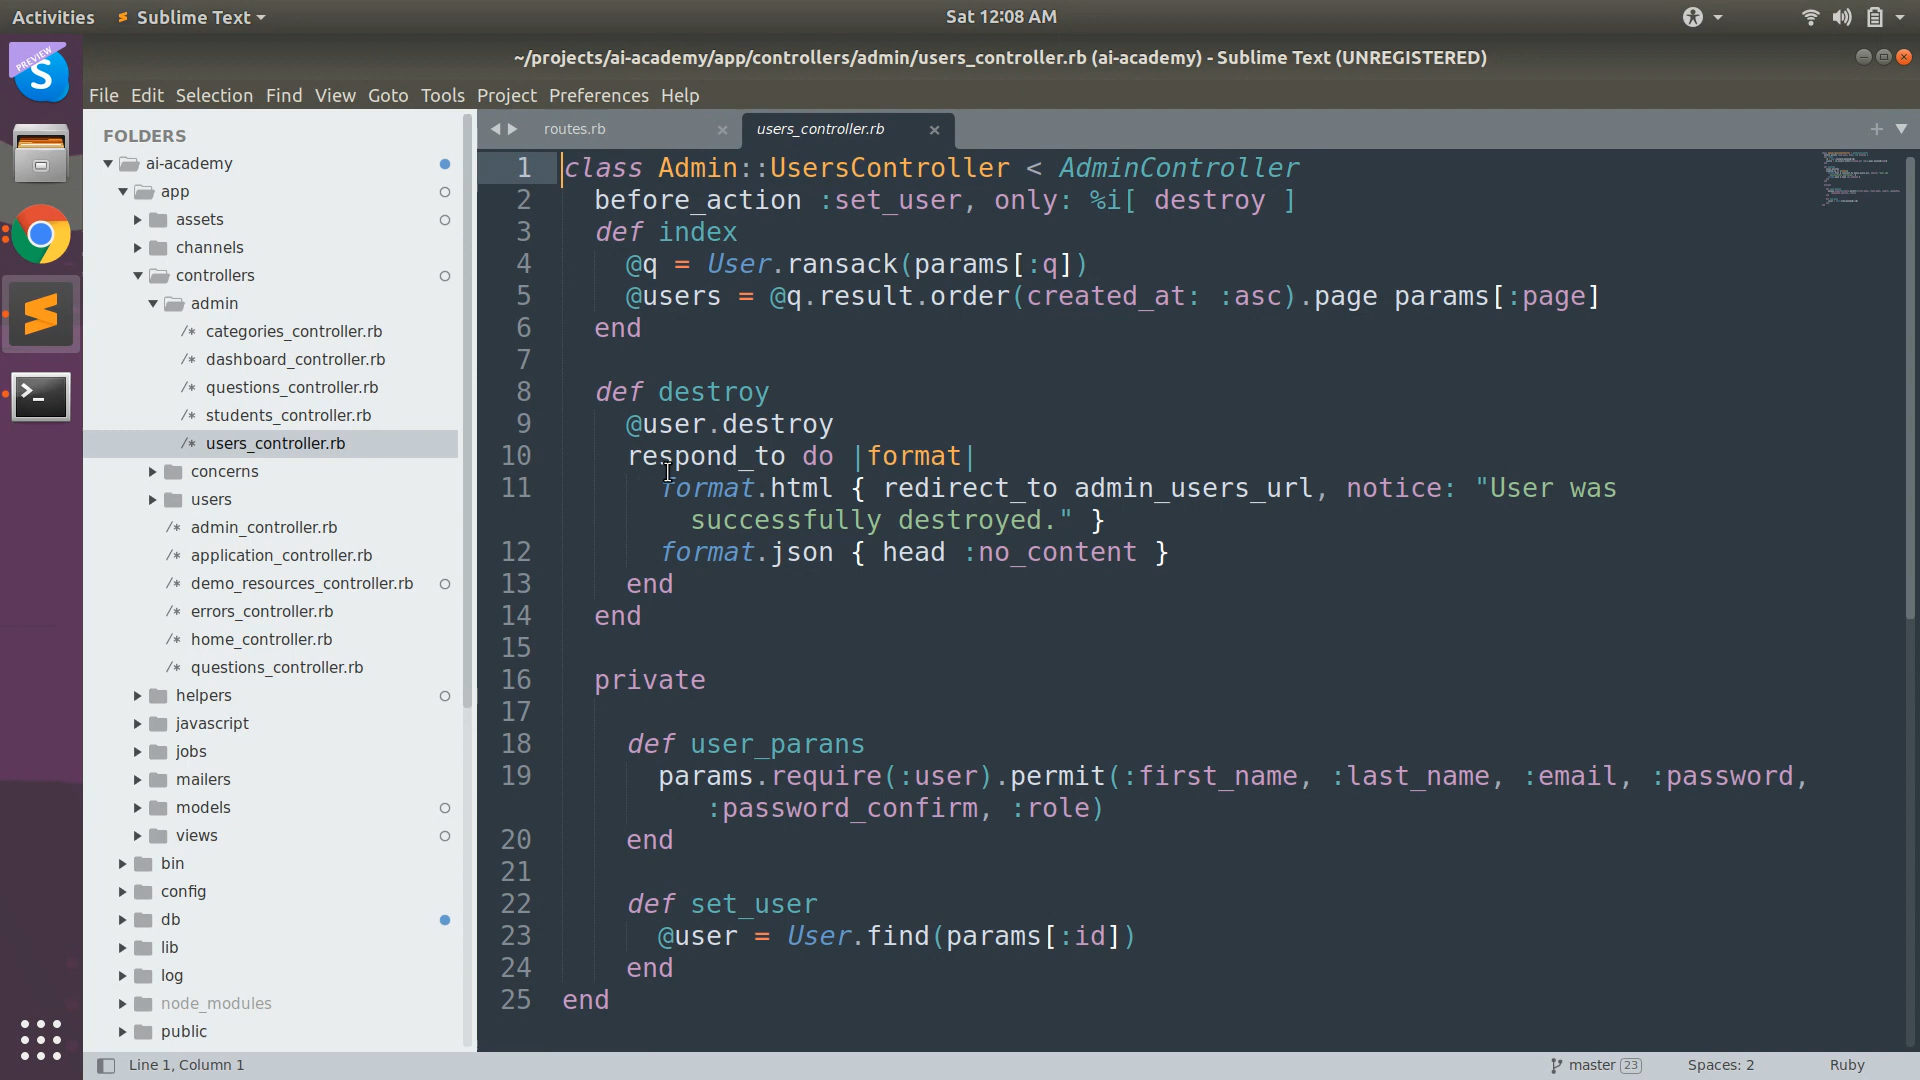 Activities
Sublime Text
Sat 12:08 AM
~/projects/ai-academy/app/controllers/admin/users_controller.rb (ai-academy) - Sublime Text (UNREGISTERED)
File Edit Selection Find View Goto Tools Project Preferences Help
PREVIEW
S
FOLDERS
ai-academy
app
assets
channels
controllers
admin
/* categories_controller.rb
/* dashboard_controller.rb
/* questions_controller.rb
/* students_controller.rb
/* users_controller.rb
concerns
users
/* admin_controller.rb
/* application_controller.rb
/* demo_resources_controller.rb
/* errors_controller.rb
/* home_controller.rb
/* questions_controller.rb
helpers
javascript
jobs
mailers
models
views
bin
config
db
lib
log
node_modules
public
routes.rb
users_controller.rb
1 class Admin::UsersController < AdminController
2 before_action :set_user, only: %i[ destroy ]
3 def index
4 @q = User.ransack(params[:q])
5 @users = @q.result.order(created_at: :asc).page params[:page]
6 end
7
8 def destroy
9 @user.destroy
10 respond_to do |format|
11 format.html { redirect_to admin_users_url, notice: "User was
successfully destroyed." }
12 format.json { head :no_content }
13 end
14 end
15
16 private
17
18 def user_parans
19 params.require(:user).permit(:first_name, :last_name, :email, :password,
:password_confirm, :role)
20 end
21
22 def set_user
23 @user = User.find(params[:id])
24 end
25 end
Line 1, Column 1
master 23
Spaces: 2
Ruby